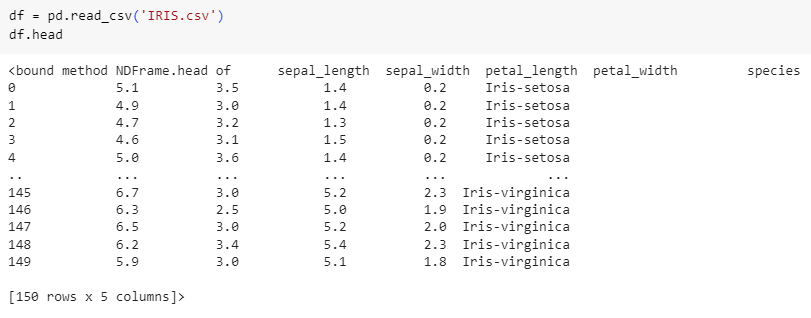 df = pd.read_csv('IRIS.csv')
df.head
<bound method NDFrame.head of      sepal_length  sepal_width  petal_length  petal_width         species
0             5.1          3.5           1.4          0.2     Iris-setosa
1             4.9          3.0           1.4          0.2     Iris-setosa
2             4.7          3.2           1.3          0.2     Iris-setosa
3             4.6          3.1           1.5          0.2     Iris-setosa
4             5.0          3.6           1.4          0.2     Iris-setosa
..            ...          ...           ...          ...             ...
145           6.7          3.0           5.2          2.3  Iris-virginica
146           6.3          2.5           5.0          1.9  Iris-virginica
147           6.5          3.0           5.2          2.0  Iris-virginica
148           6.2          3.4           5.4          2.3  Iris-virginica
149           5.9          3.0           5.1          1.8  Iris-virginica
[150 rows x 5 columns]>